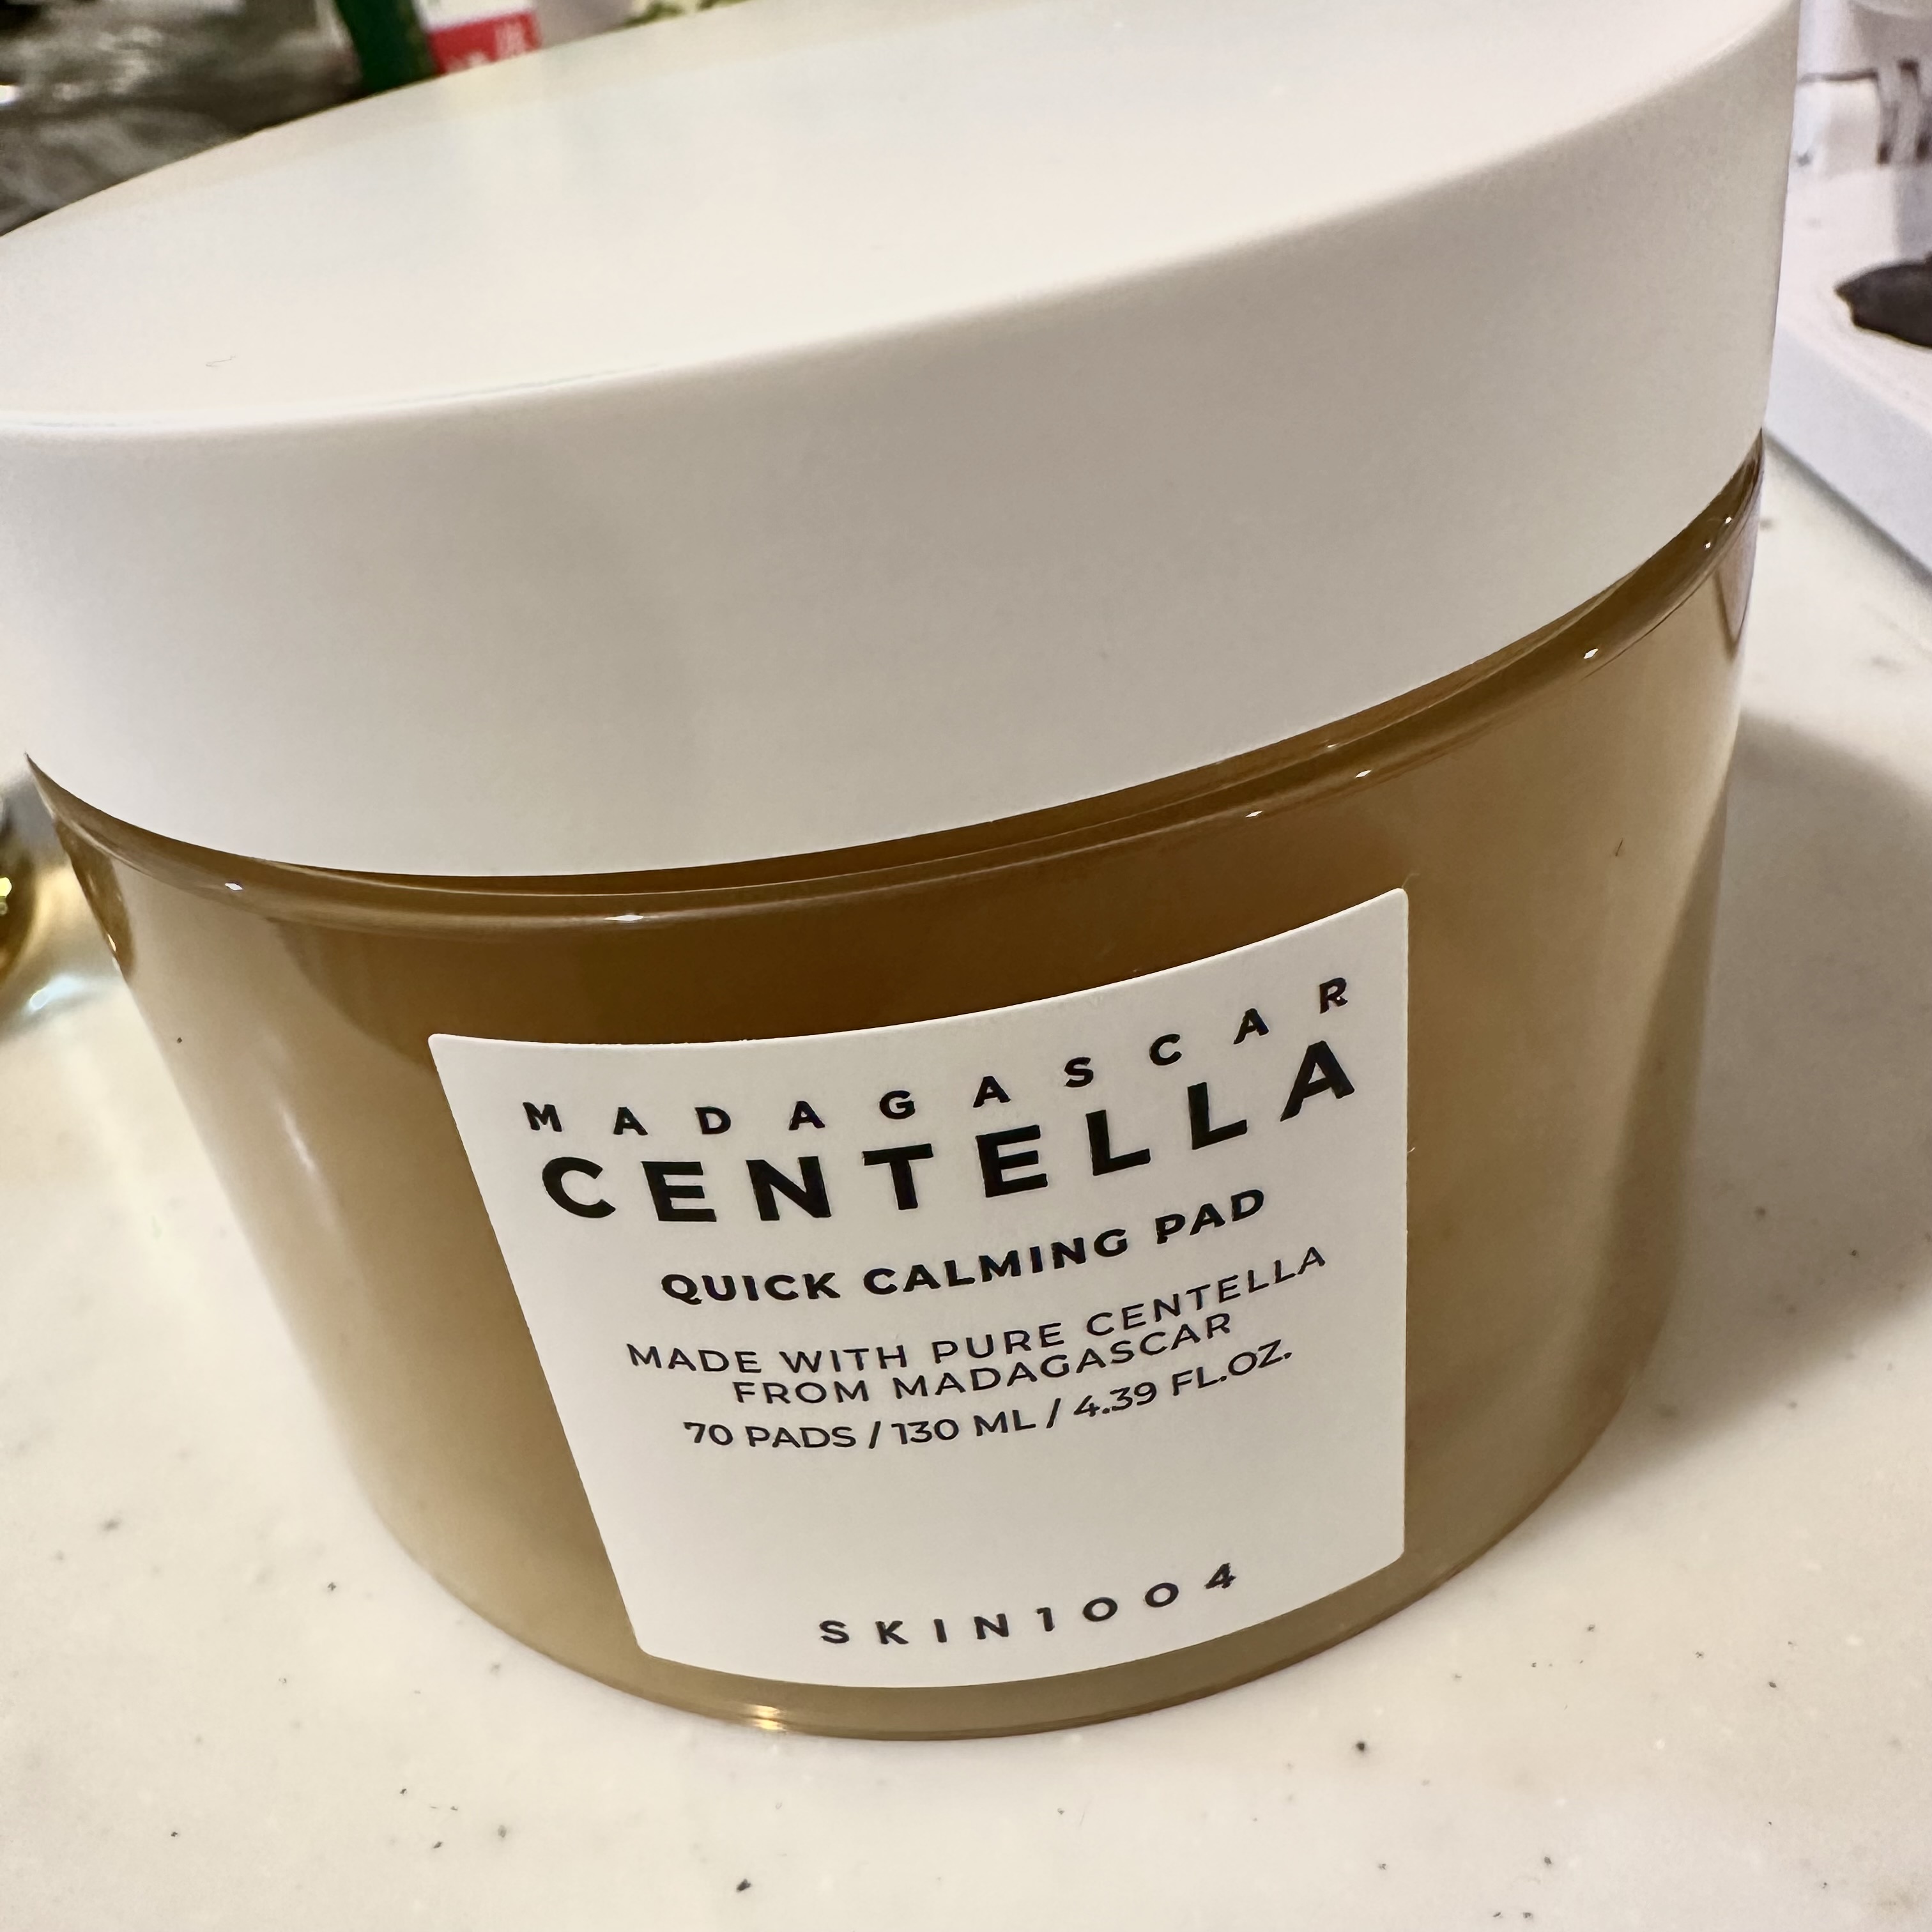 MADAGASCAR
CENTELLA
QUICK CALMING PAD
MADE WITH PURE CENTELLA
FROM MADAGASCAR
70 PADS / 130 ML / 4.39 FL.OZ.
SKIN1004